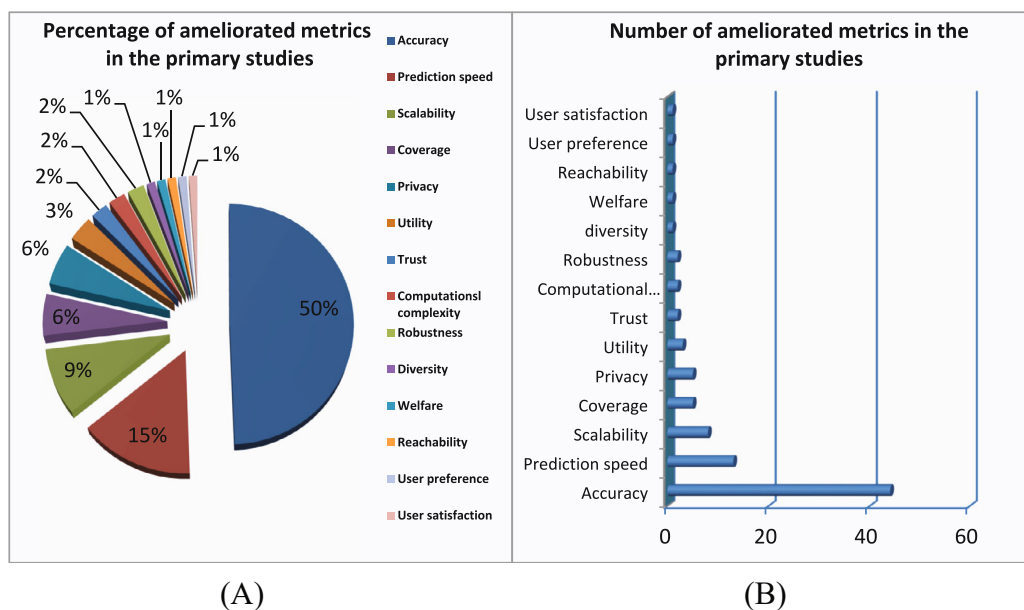 Percentage of ameliorated metrics
in the primary studies
1%
1%
2%
1%
1%
2%
1%
2%
3%
6%
6%
9%
15%
50%
Accuracy
Prediction speed
Scalability
Coverage
Privacy
Utility
Trust
Computationsl
complexity
Robustness
Diversity
Welfare
Reachability
User preference
User satisfaction
(A)
Number of ameliorated metrics in the
primary studies
User satisfaction
User preference
Reachability
Welfare
diversity
Robustness
Computational...
Trust
Utility
Privacy
Coverage
Scalability
Prediction speed
Accuracy
0 20 40 60
(B)